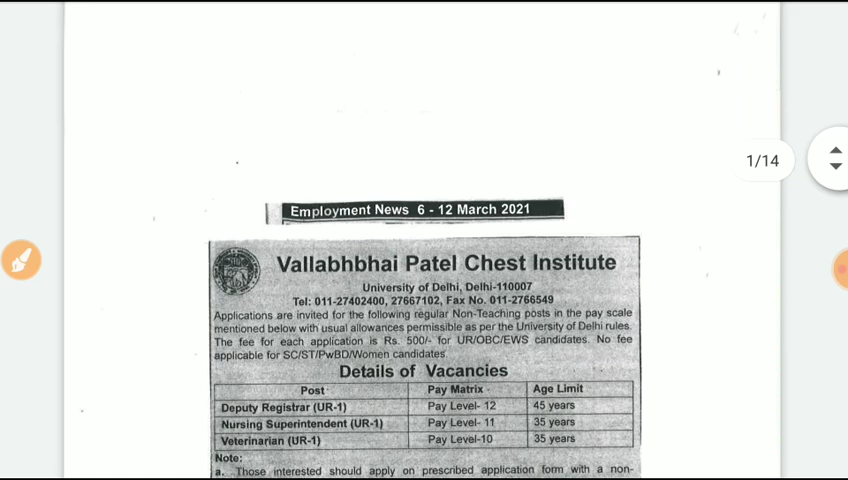 1/14
Employment News 6 - 12 March 2021
Vallabhbhai Patel Chest Institute
University of Delhi, Delhi-110007
Tel: 011-27402400, 27667102, Fax No. 011-2766549
Applications are invited for the following regular Non-Teaching posts in the pay scale
mentioned below with usual allowances permissible as per the University of Delhi rules.
The fee for each application is Rs. 500/- for UR/OBC/EWS candidates. No fee
applicable for SC/ST/PwBD/Women candidates.
Details of Vacancies
Post Pay Matrix Age Limit
Deputy Registrar (UR-1) Pay Level- 12 45 years
Nursing Superintendent (UR-1) Pay Level- 11 35 years
Veterinarian (UR-1) Pay Level-10 35 years
Note:
a. Those interested should apply on prescribed application form with a non-